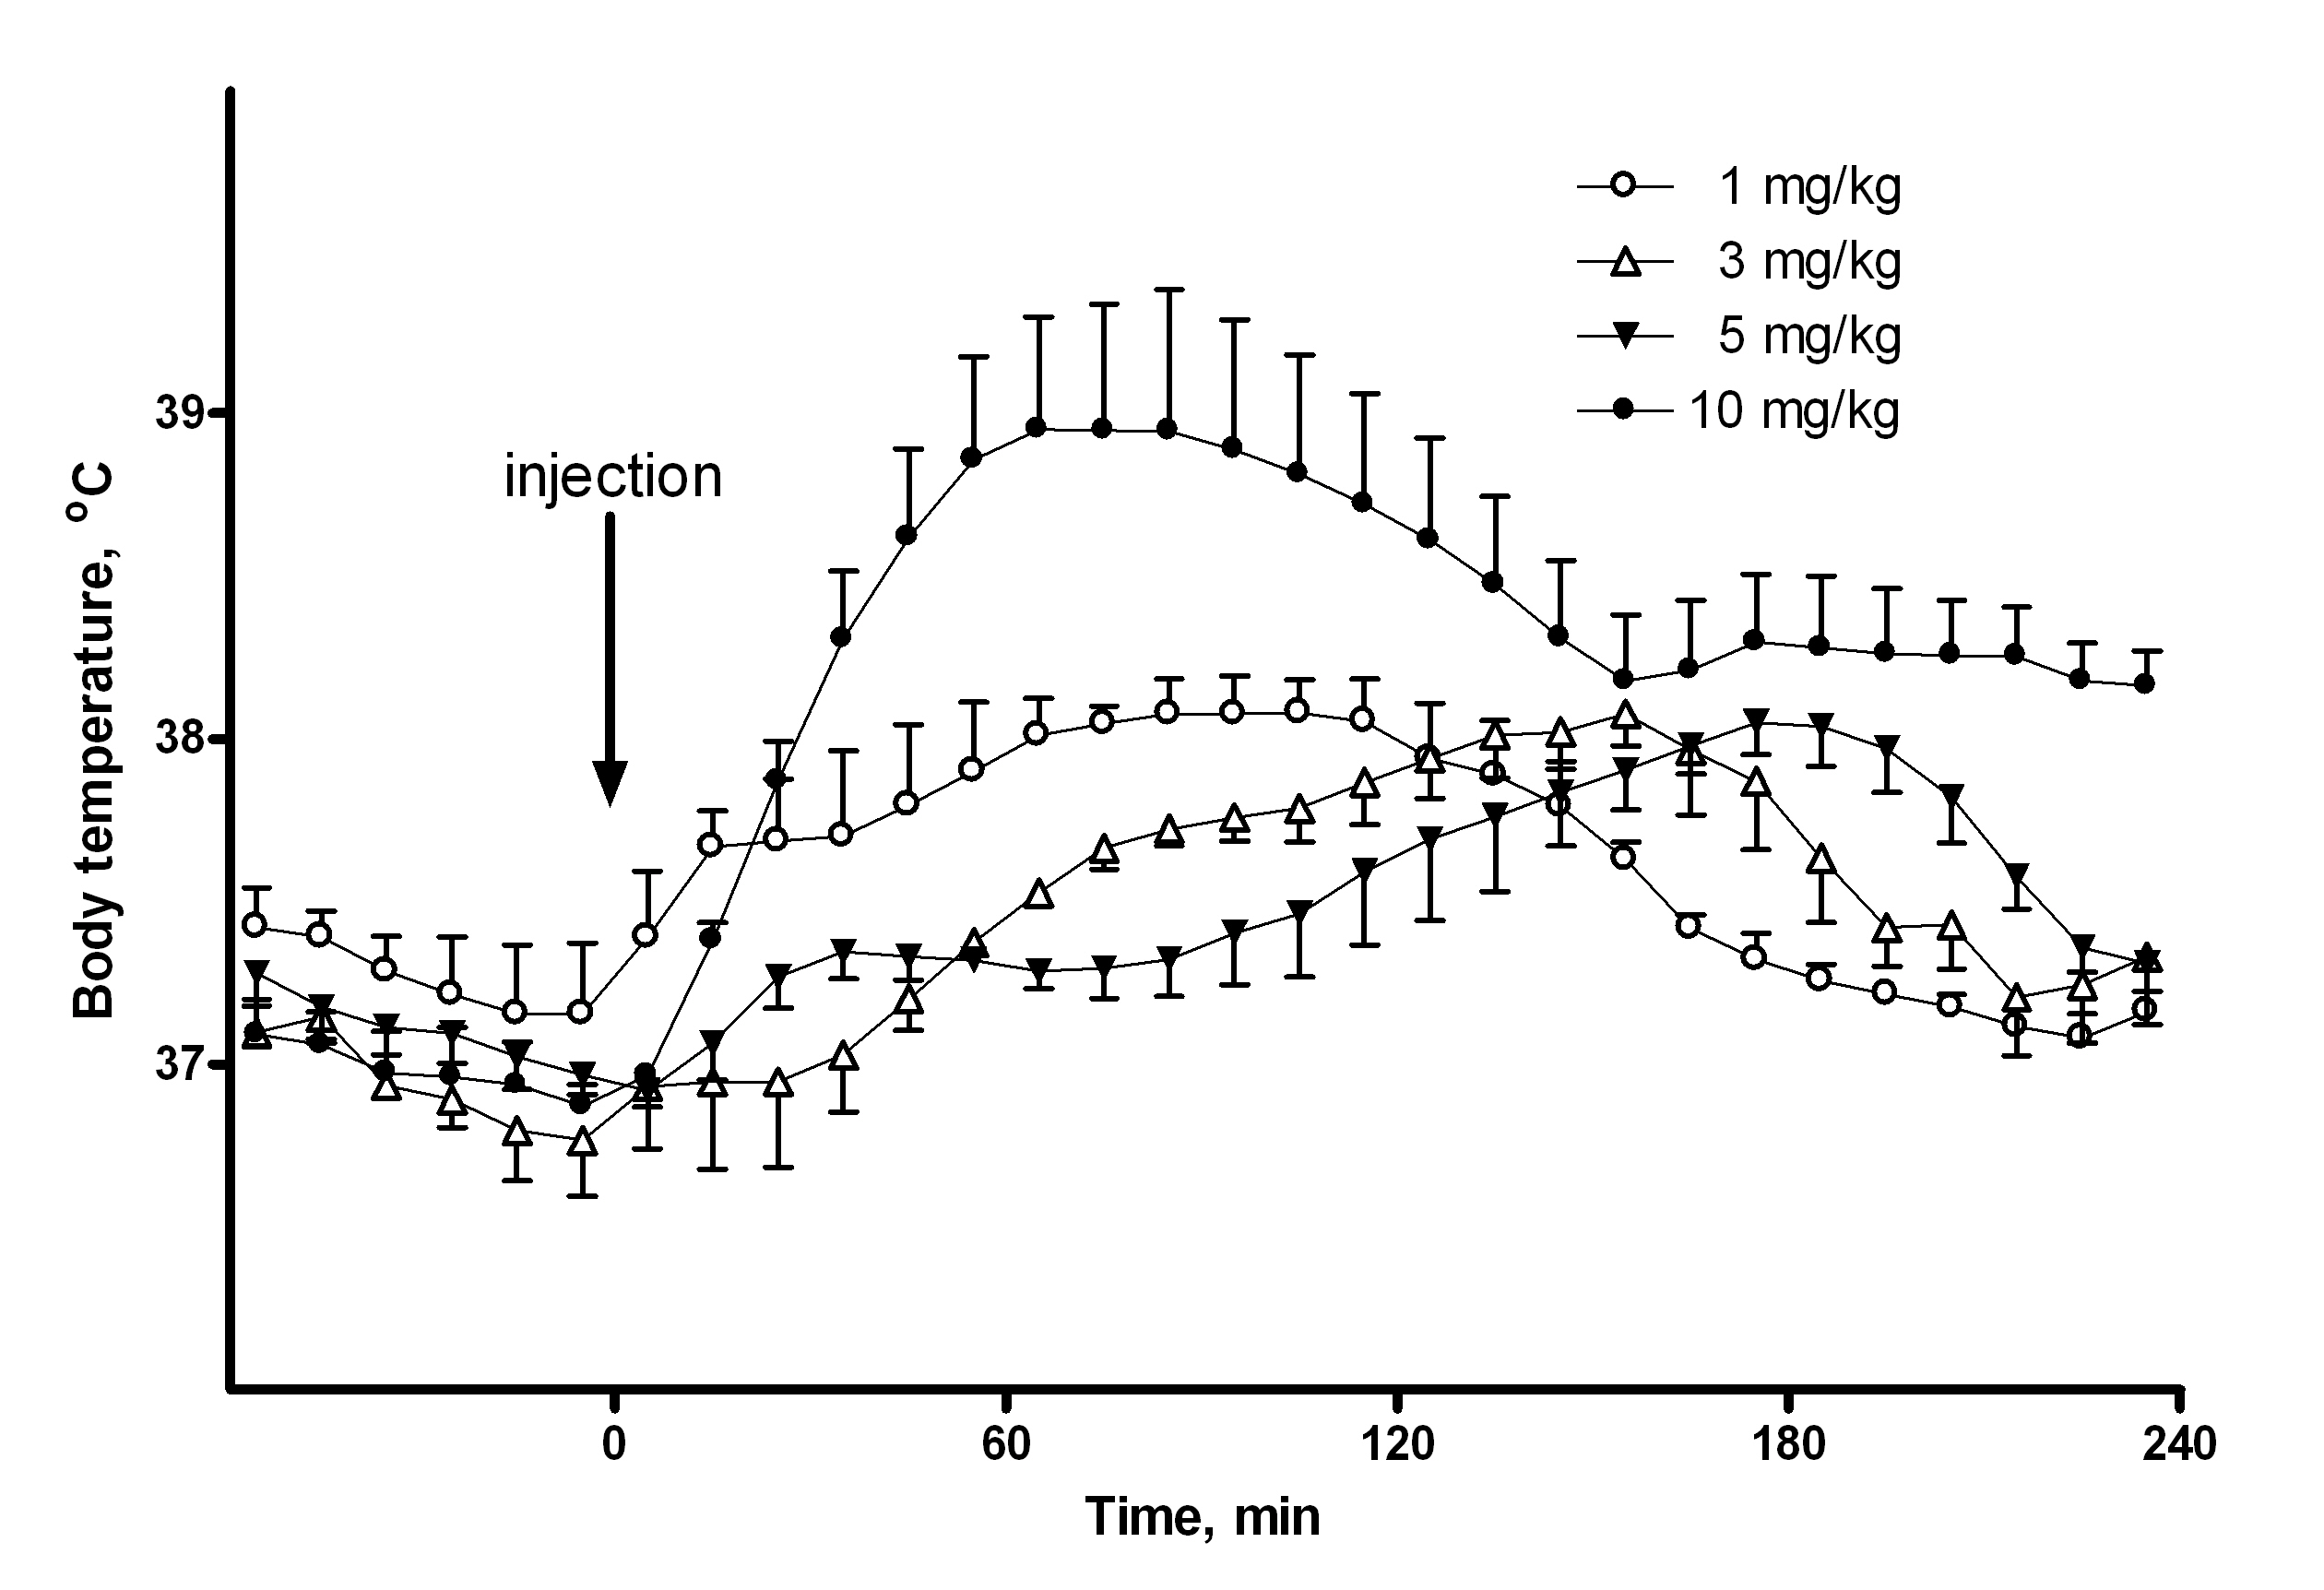 1 mg/kg
3 mg/kg
5 mg/kg
10 mg/kg
injection
Body temperature, °C
39
38
37
0 60 120 180 240
Time, min